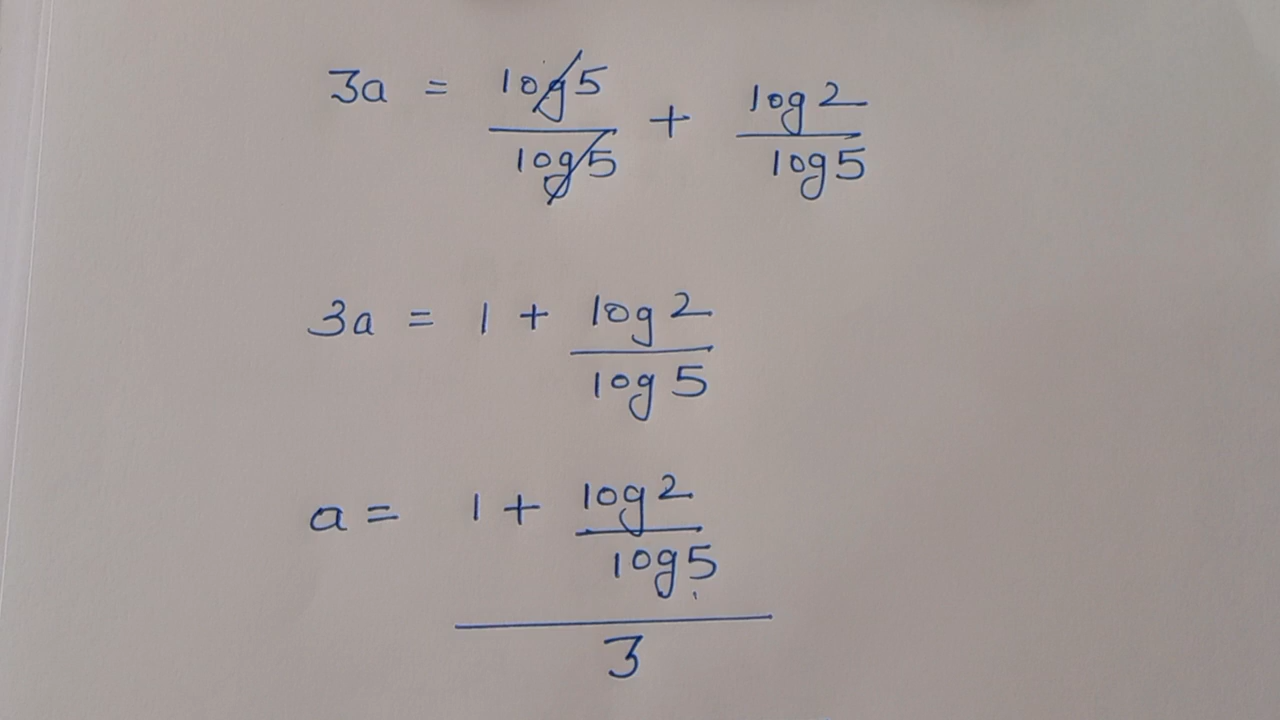 3a = log5/log5 + log2/log5
3a = 1 + log2/log5
a = (1 + log2/log5)/3